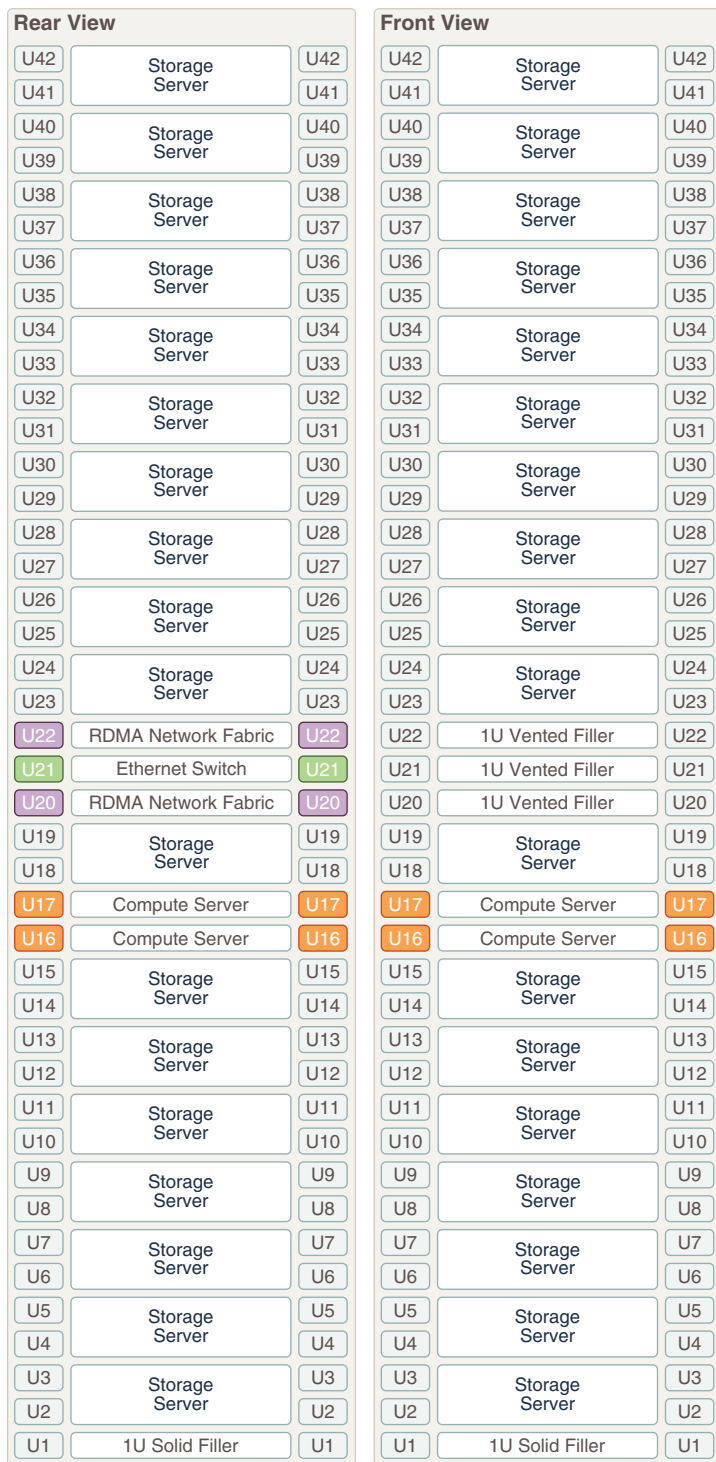 Rear View
U42 Storage Server U42
U41 U41
U40 Storage Server U40
U39 U39
U38 Storage Server U38
U37 U37
U36 Storage Server U36
U35 U35
U34 Storage Server U34
U33 U33
U32 Storage Server U32
U31 U31
U30 Storage Server U30
U29 U29
U28 Storage Server U28
U27 U27
U26 Storage Server U26
U25 U25
U24 Storage Server U24
U23 U23
U22 RDMA Network Fabric U22
U21 Ethernet Switch U21
U20 RDMA Network Fabric U20
U19 Storage Server U19
U18 U18
U17 Compute Server U17
U16 Compute Server U16
U15 Storage Server U15
U14 U14
U13 Storage Server U13
U12 U12
U11 Storage Server U11
U10 U10
U9 Storage Server U9
U8 U8
U7 Storage Server U7
U6 U6
U5 Storage Server U5
U4 U4
U3 Storage Server U3
U2 U2
U1 1U Solid Filler U1
Front View
U42 Storage Server U42
U41 U41
U40 Storage Server U40
U39 U39
U38 Storage Server U38
U37 U37
U36 Storage Server U36
U35 U35
U34 Storage Server U34
U33 U33
U32 Storage Server U32
U31 U31
U30 Storage Server U30
U29 U29
U28 Storage Server U28
U27 U27
U26 Storage Server U26
U25 U25
U24 Storage Server U24
U23 U23
U22 1U Vented Filler U22
U21 1U Vented Filler U21
U20 1U Vented Filler U20
U19 Storage Server U19
U18 U18
U17 Compute Server U17
U16 Compute Server U16
U15 Storage Server U15
U14 U14
U13 Storage Server U13
U12 U12
U11 Storage Server U11
U10 U10
U9 Storage Server U9
U8 U8
U7 Storage Server U7
U6 U6
U5 Storage Server U5
U4 U4
U3 Storage Server U3
U2 U2
U1 1U Solid Filler U1